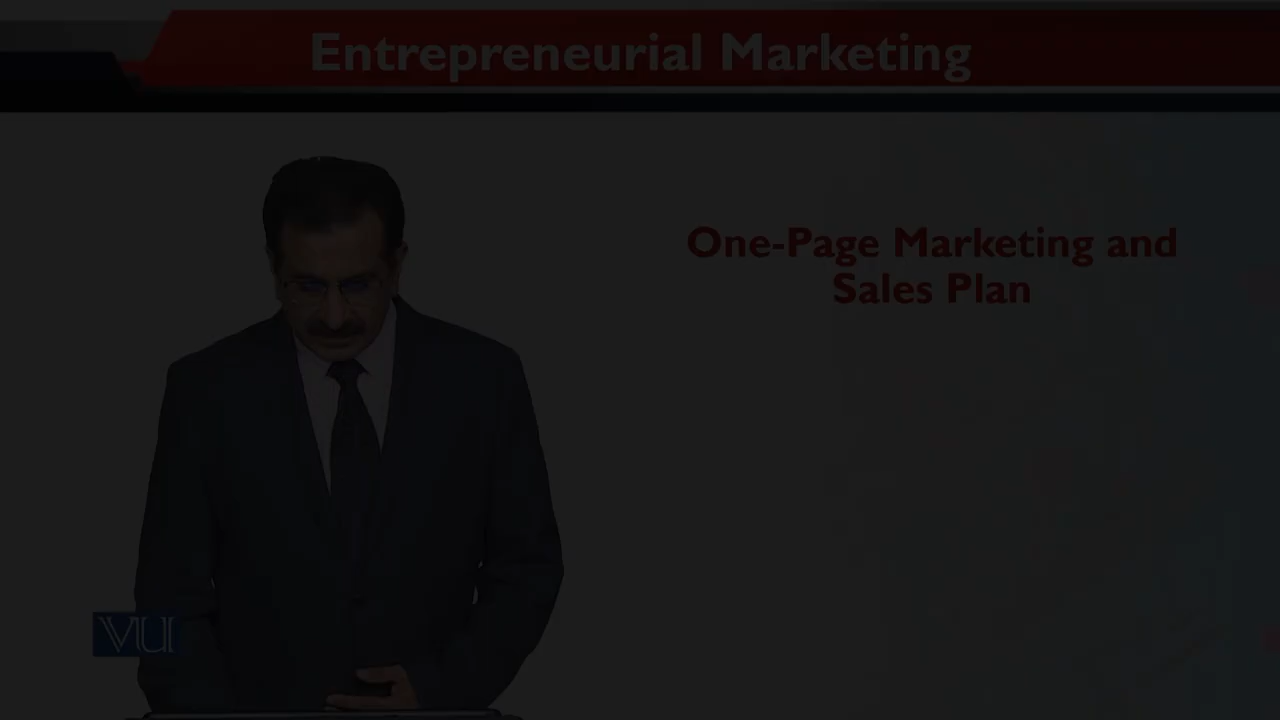 Entrepreneurial Marketing
One-Page Marketing and
Sales Plan
VU